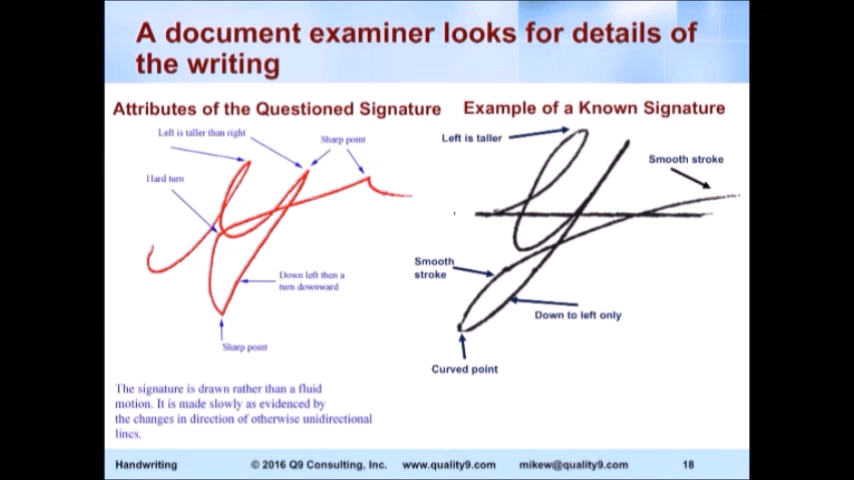 A document examiner looks for details of
the writing
Attributes of the Questioned Signature
Left is taller than right
Sharp point
Hard turn
Down left then a
turn downward
Sharp point
The signature is drawn rather than a fluid
motion. It is made slowly as evidenced by
the changes in direction of otherwise unidirectional
lines.
Example of a Known Signature
Left is taller
Smooth stroke
Smooth
stroke
Down to left only
Curved point
Handwriting © 2016 Q9 Consulting, Inc. www.quality9.com mikew@quality9.com 18